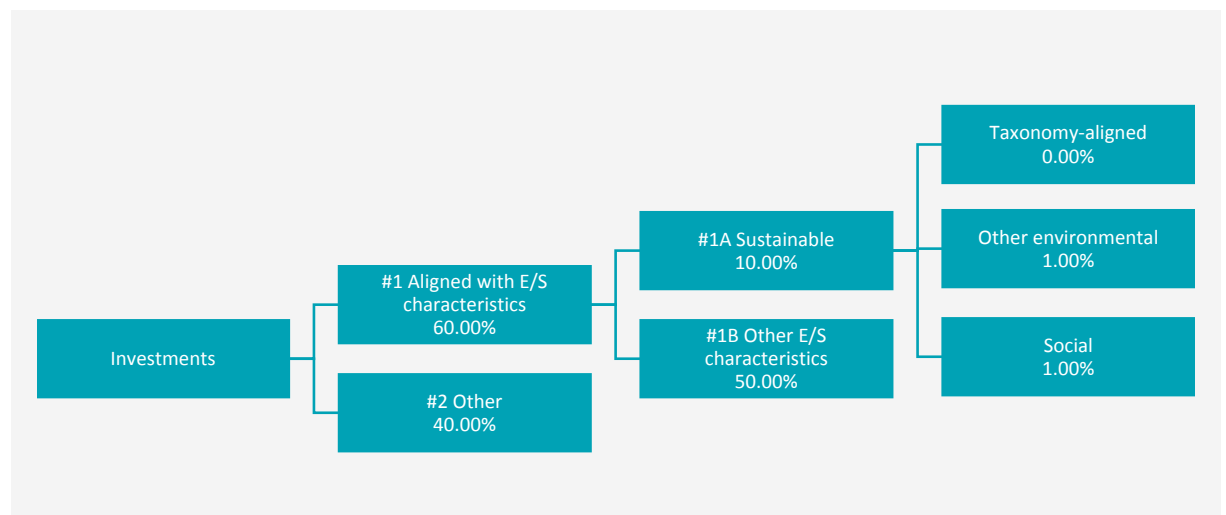 Investments
#1 Aligned with E/S
characteristics
60.00%
#2 Other
40.00%
#1A Sustainable
10.00%
#1B Other E/S
characteristics
50.00%
Taxonomy-aligned
0.00%
Other environmental
1.00%
Social
1.00%